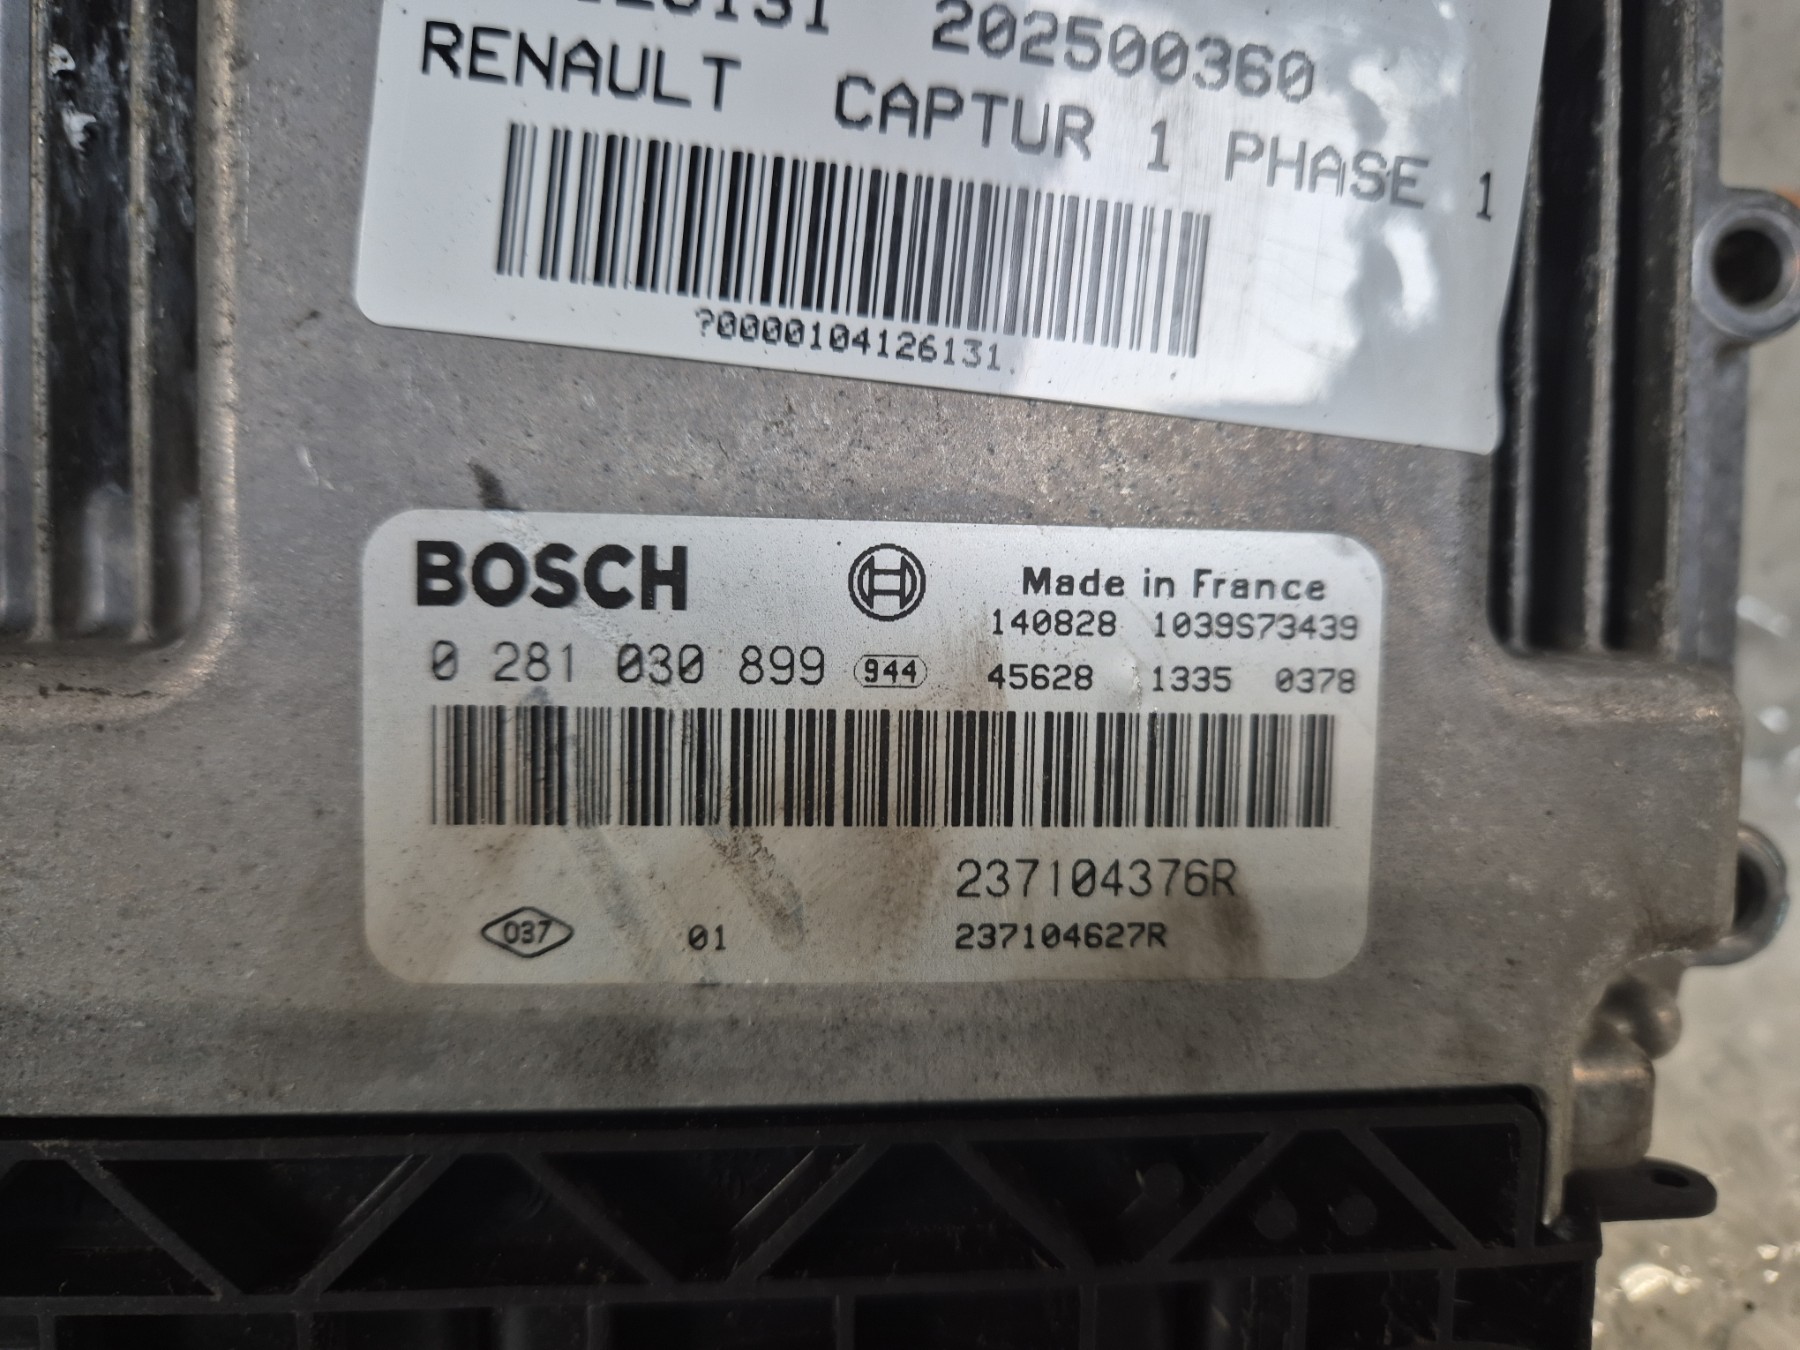 202500360
RENAULT CAPTUR 1 PHASE 1
?0000104126131.
BOSCH Made in France
140828 1039S73439
0 281 030 899 944 45628 1335 0378
237104376R
037 01 237104627R